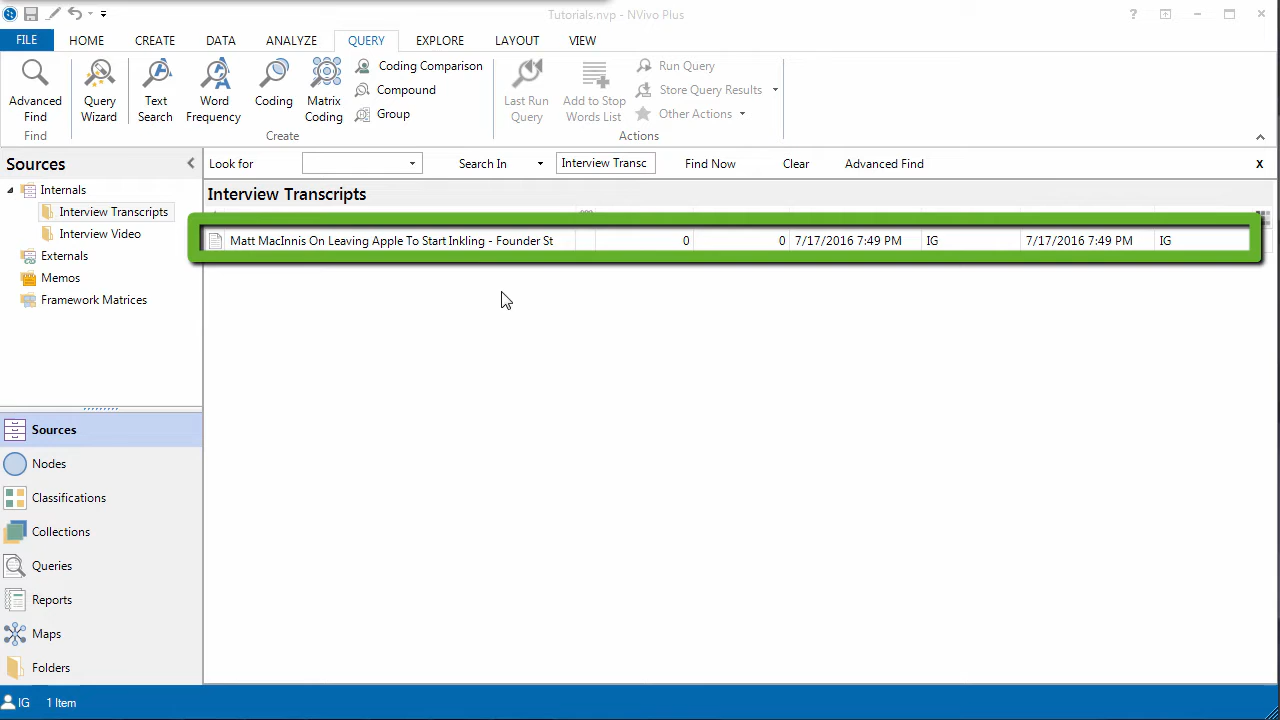 Tutorials.nvp - NVivo Plus
?
FILE HOME CREATE DATA ANALYZE QUERY EXPLORE LAYOUT VIEW
Advanced Find
Find
Query Wizard
Text Search
Word Frequency
Coding
Matrix Coding
Coding Comparison
Compound
Group
Create
Last Run Query
Add to Stop Words List
Run Query
Store Query Results
Other Actions
Actions
Sources
Look for Search In Interview Transc Find Now Clear Advanced Find x
Internals
Interview Transcripts
Interview Video
Externals
Memos
Framework Matrices
Interview Transcripts
Matt MacInnis On Leaving Apple To Start Inkling - Founder St 0 0 7/17/2016 7:49 PM IG 7/17/2016 7:49 PM IG
Sources
Nodes
Classifications
Collections
Queries
Reports
Maps
Folders
IG 1 Item